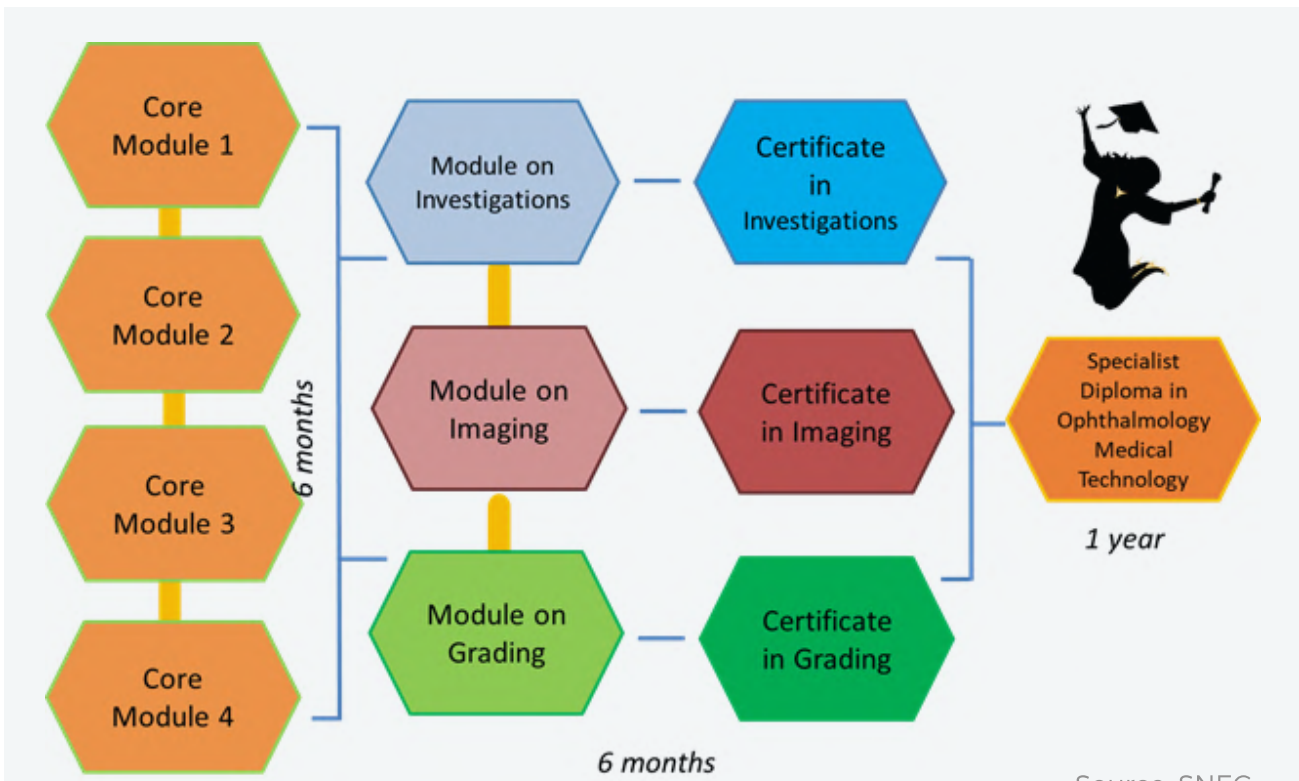 Core
Module 1
Core
Module 2
Core
Module 3
Core
Module 4
6 months
Module on
Investigations
Module on
Imaging
Module on
Grading
Certificate
in
Investigations
Certificate
in Imaging
Certificate
in Grading
6 months
Specialist
Diploma in
Ophthalmology
Medical
Technology
1 year
Source